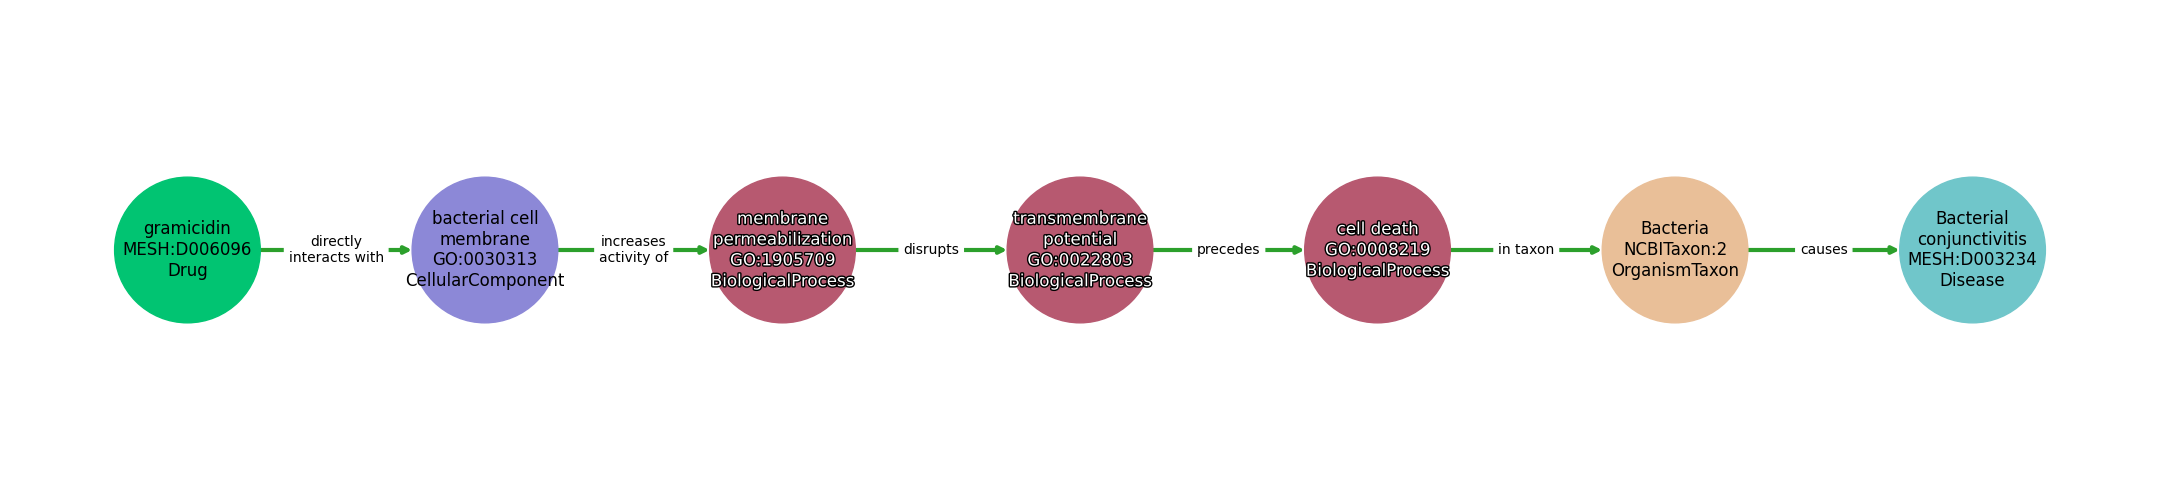 gramicidin
MESH:D006096
Drug
directly
interacts with
bacterial cell
membrane
GO:0030313
CellularComponent
increases
activity of
membrane
permeabilization
GO:1905709
BiologicalProcess
disrupts
transmembrane
potential
GO:0022803
BiologicalProcess
precedes
cell death
GO:0008219
BiologicalProcess
in taxon
Bacteria
NCBITaxon:2
OrganismTaxon
causes
Bacterial
conjunctivitis
MESH:D003234
Disease